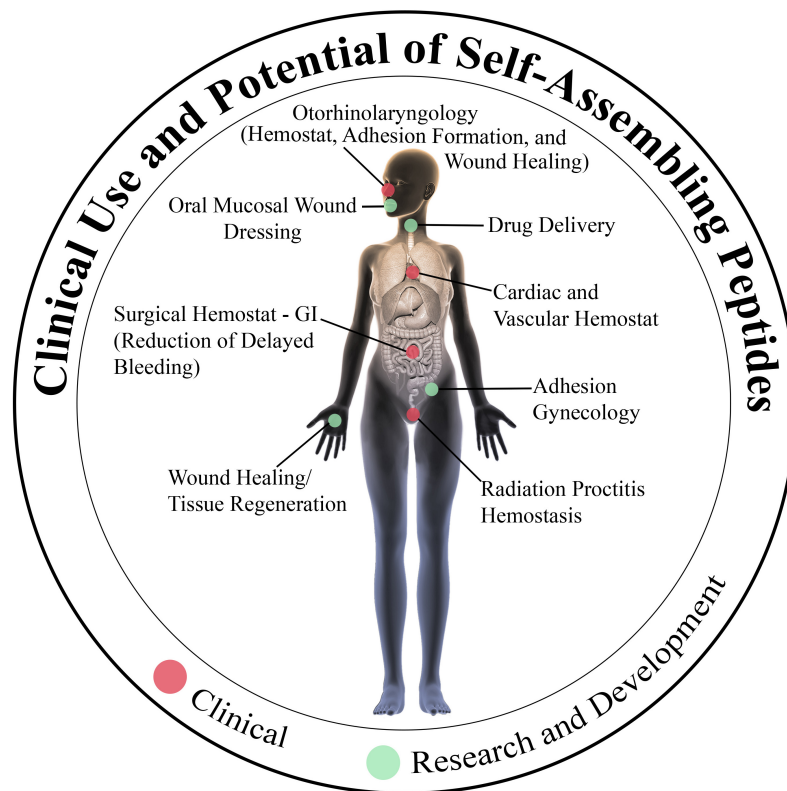 Clinical Use and Potential of Self-Assembling Peptides
Otorhinolaryngology
(Hemostat, Adhesion Formation, and
Wound Healing)
Oral Mucosal Wound
Dressing
Drug Delivery
Cardiac and
Vascular Hemostat
Surgical Hemostat - GI
(Reduction of Delayed
Bleeding)
Adhesion
Gynecology
Wound Healing/
Tissue Regeneration
Radiation Proctitis
Hemostasis
Clinical
Research and Development